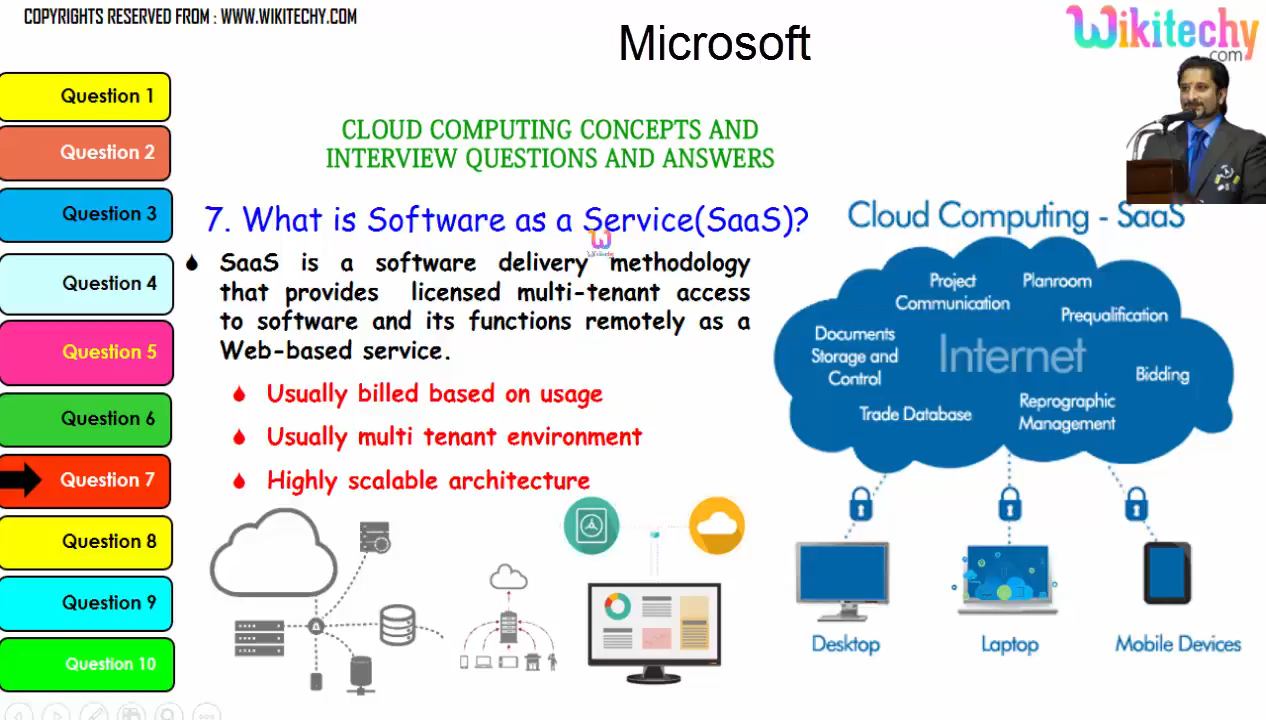 COPYRIGHTS RESERVED FROM : WWW.WIKITECHY.COM
Microsoft
Wikitechy
.com
CLOUD COMPUTING CONCEPTS AND
INTERVIEW QUESTIONS AND ANSWERS
Question 1
Question 2
Question 3
Question 4
Question 5
Question 6
Question 7
Question 8
Question 9
Question 10
7. What is Software as a Service(SaaS)?
SaaS is a software delivery methodology
that provides licensed multi-tenant access
to software and its functions remotely as a
Web-based service.
Usually billed based on usage
Usually multi tenant environment
Highly scalable architecture
Cloud Computing - SaaS
Project
Communication
Planroom
Prequalification
Documents
Storage and
Control
Internet
Bidding
Trade Database
Reprographic
Management
Desktop
Laptop
Mobile Devices